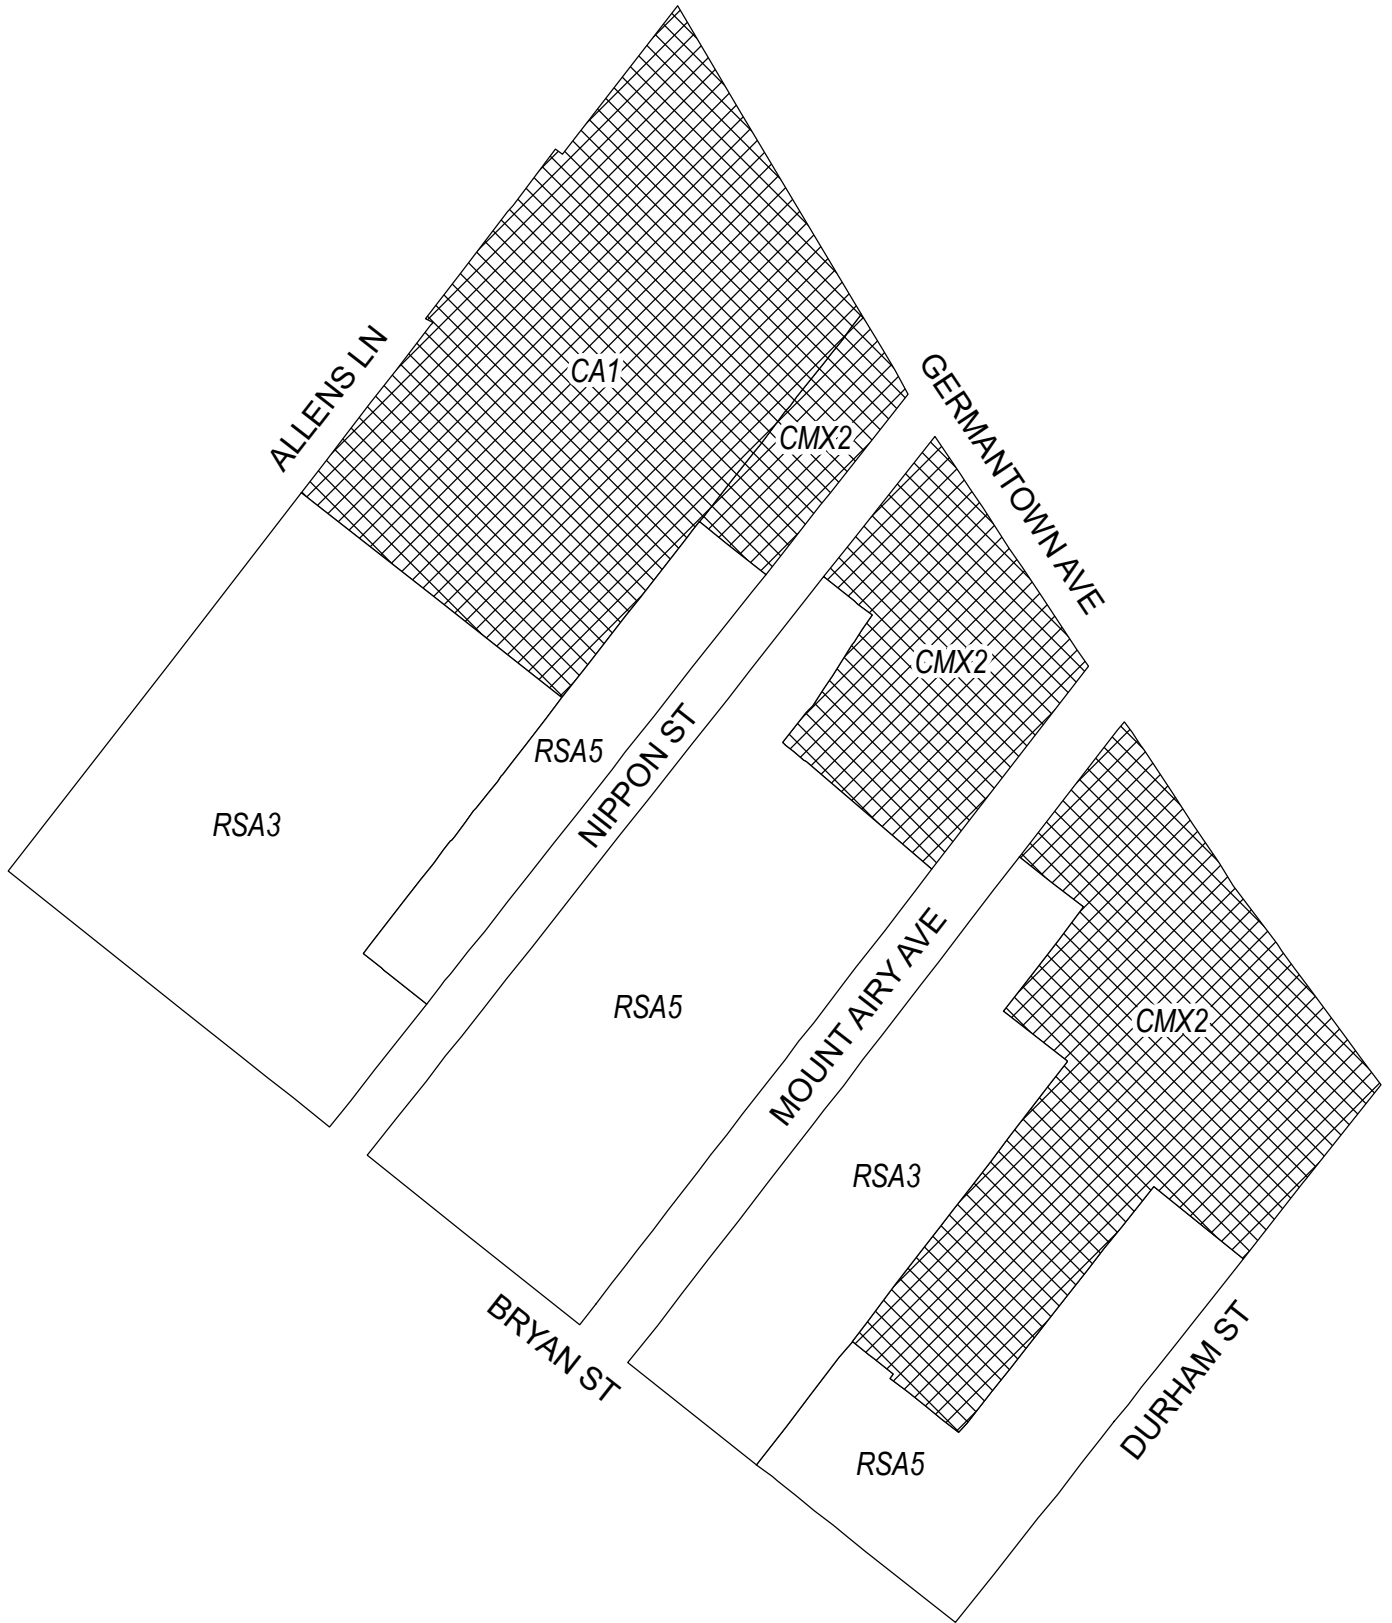 ALLENS LN
CA1
GERMANTOWN AVE
CMX2
CMX2
NIPPON ST
RSA5
RSA3
MOUNT AIRY AVE
RSA5
CMX2
RSA3
BRYAN ST
DURHAM ST
RSA5